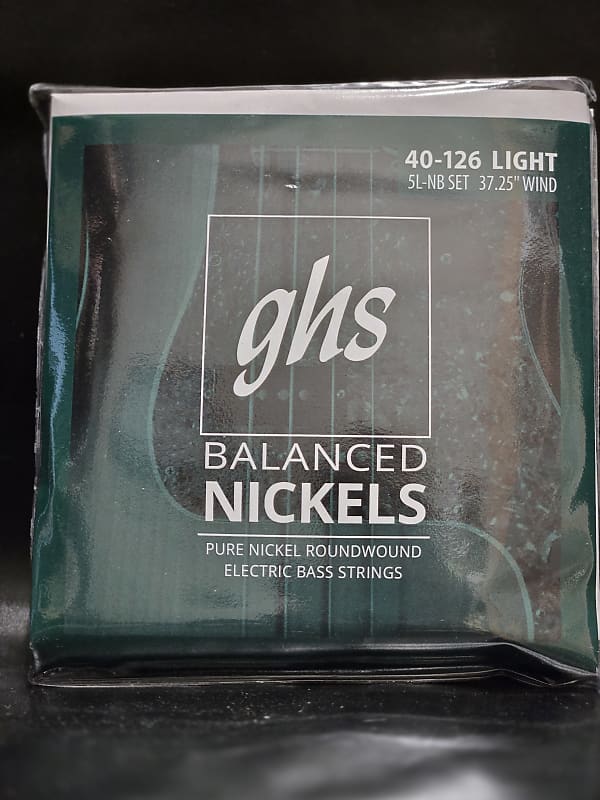 40-126 LIGHT
5L-NB SET 37.25" WIND
ghs
BALANCED
NICKELS
PURE NICKEL ROUNDWOUND
ELECTRIC BASS STRINGS